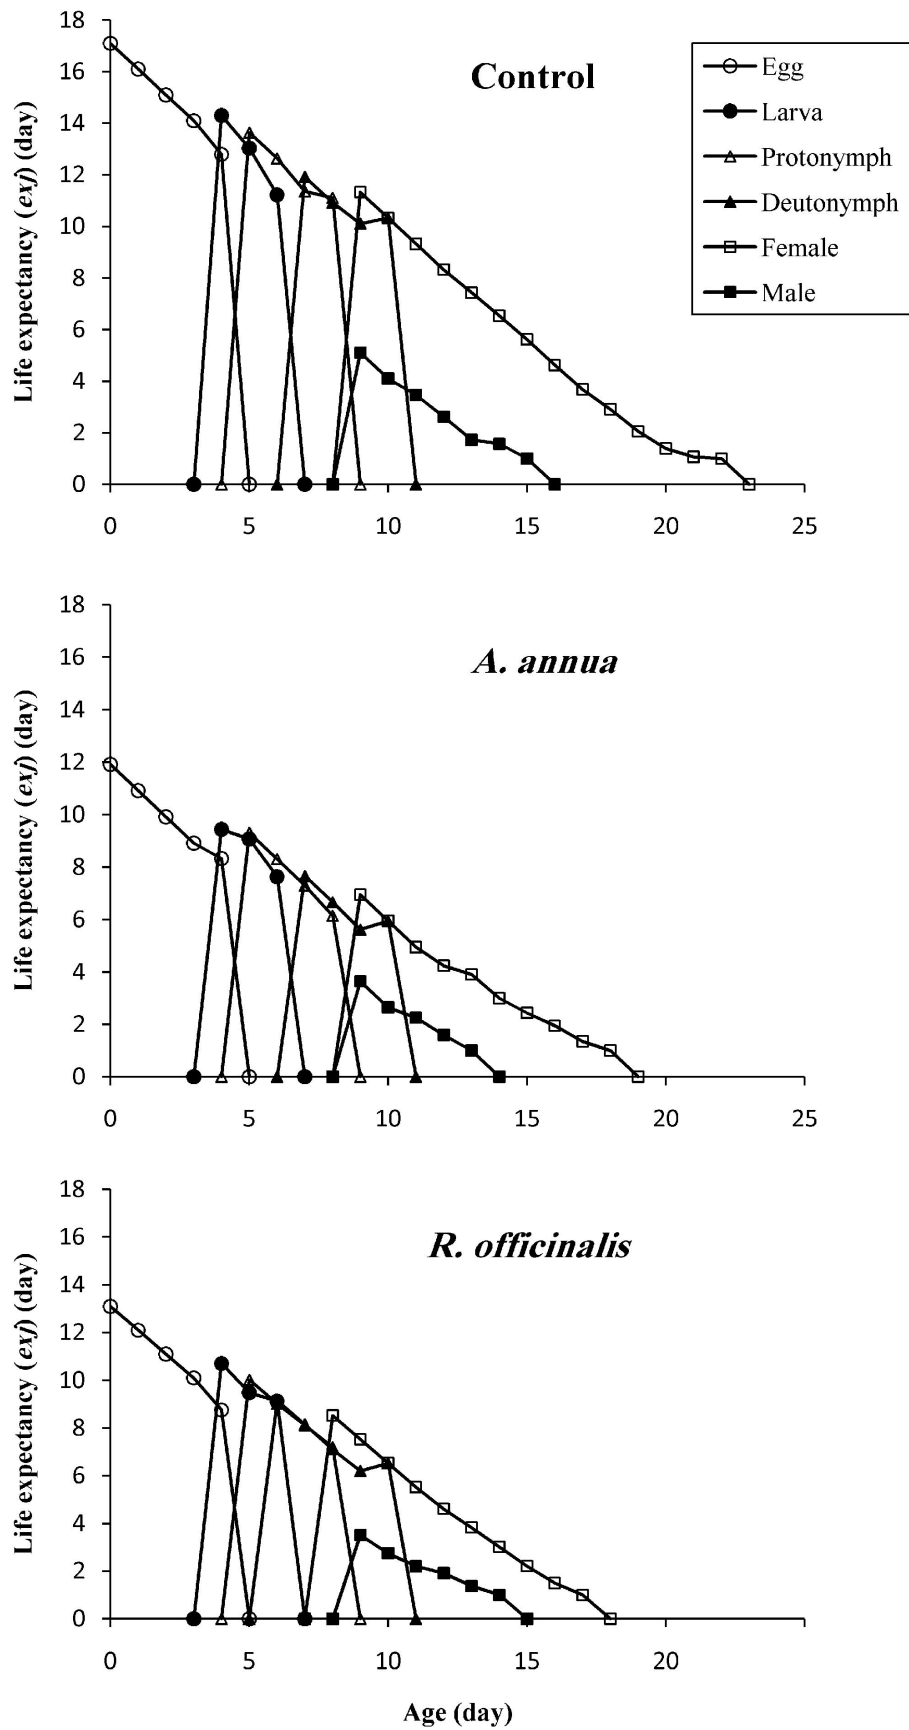 Control
Egg
Larva
Protonymph
Deutonymph
Female
Male
Life expectancy (exj) (day)
18
16
14
12
10
8
6
4
2
0
0 5 10 15 20 25
A. annua
Life expectancy (exj) (day)
18
16
14
12
10
8
6
4
2
0
0 5 10 15 20 25
R. officinalis
Life expectancy (exj) (day)
18
16
14
12
10
8
6
4
2
0
0 5 10 15 20
Age (day)